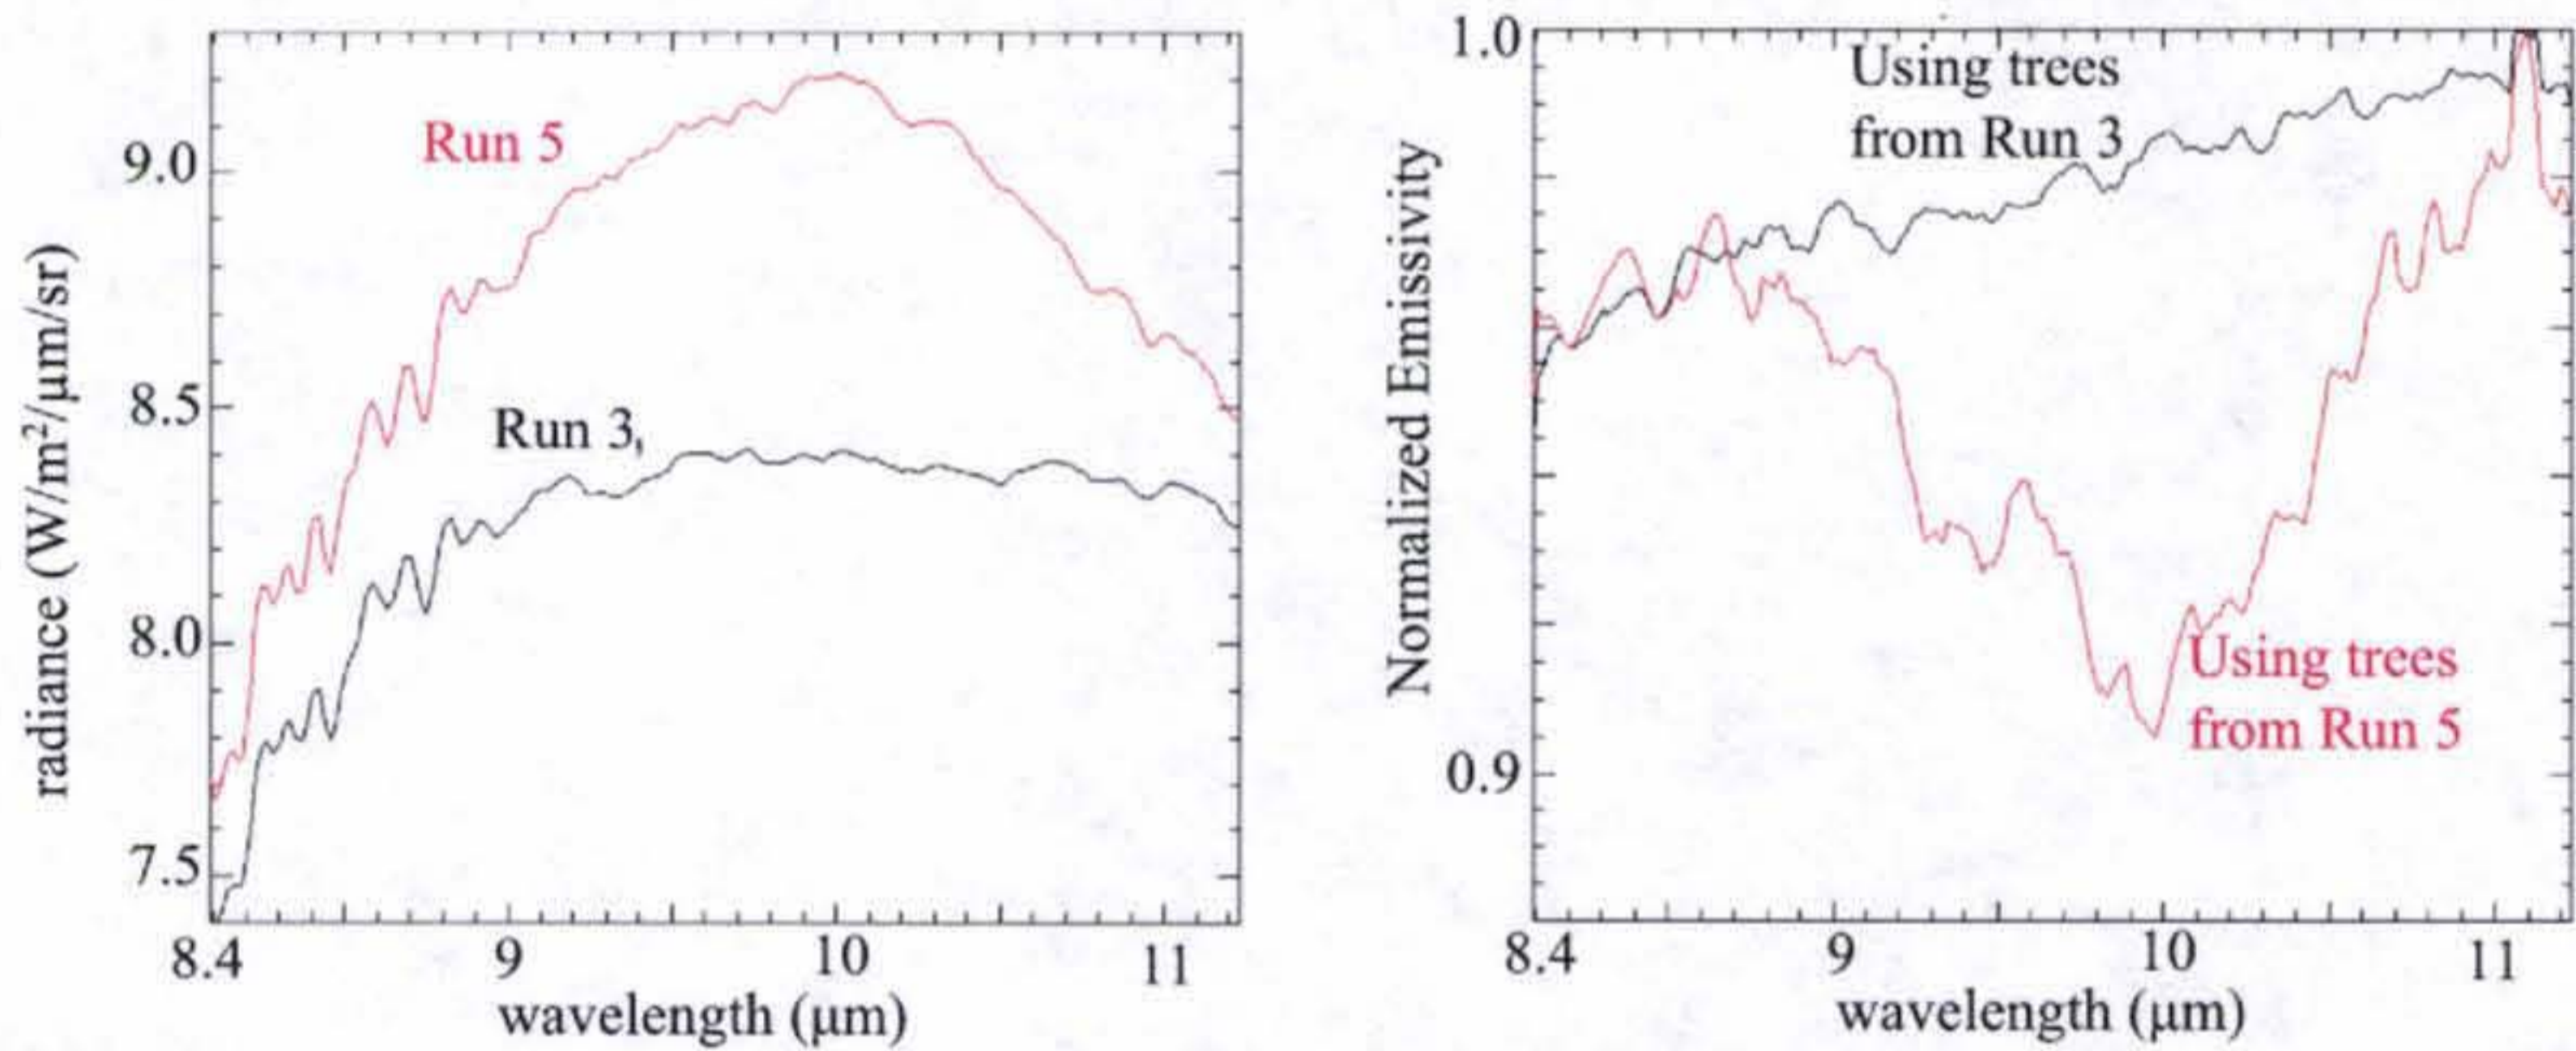 radiance (W/m²/μm/sr)
9.0
8.5
8.0
7.5
Run 5
Run 3,
8.4 9 10 11
wavelength (μm)
Normalized Emissivity
1.0
0.9
Using trees
from Run 3
Using trees
from Run 5
8.4 9 10 11
wavelength (μm)